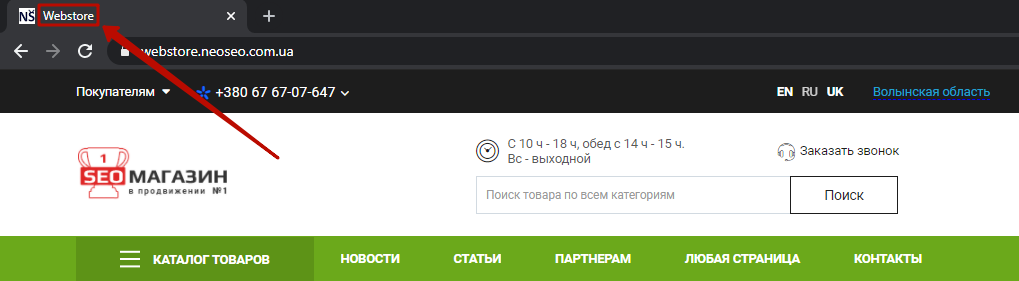 NS Webstore
webstore.neoseo.com.ua
Покупателям +380 67 67-07-647 EN RU UK Волынская область
С 10 ч - 18 ч, обед с 14 ч - 15 ч.
Вс - выходной
Заказать звонок
1
SEO МАГАЗИН
в продвижении №1
Поиск товара по всем категориям Поиск
КАТАЛОГ ТОВАРОВ НОВОСТИ СТАТЬИ ПАРТНЕРАМ ЛЮБАЯ СТРАНИЦА КОНТАКТЫ